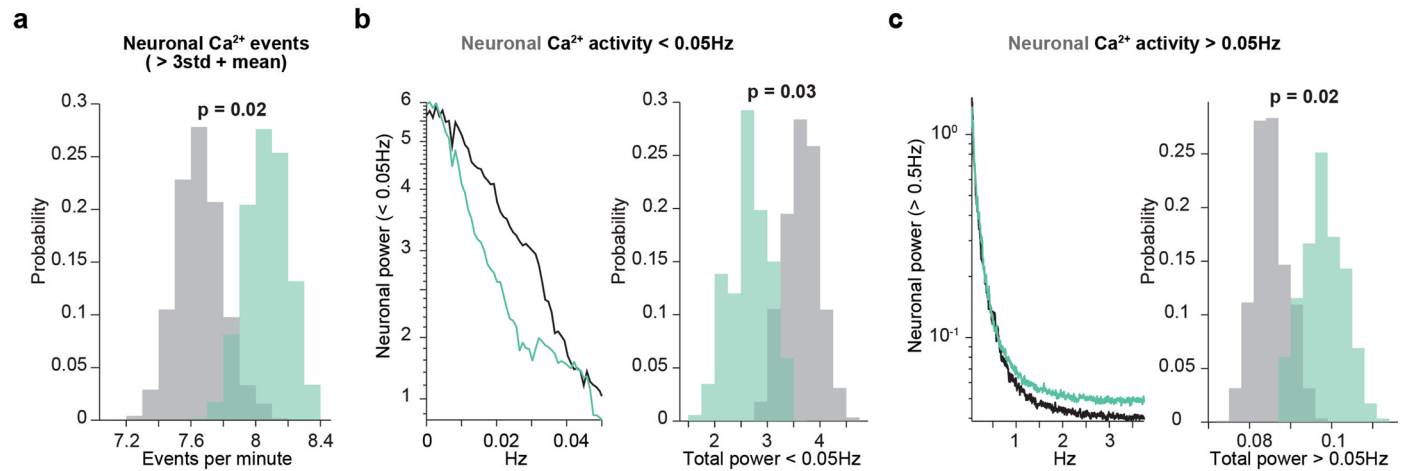 a
Neuronal Ca²⁺ events
( > 3std + mean)
p = 0.02
Probability
0.3
0.25
0.2
0.15
0.1
0.05
0
7.2 7.6 8 8.4
Events per minute
b
Neuronal Ca²⁺ activity < 0.05Hz
Neuronal power (< 0.05Hz)
6
5
4
3
2
1
0 0.02 0.04
Hz
p = 0.03
Probability
0.3
0.25
0.2
0.15
0.1
0.05
0
2 3 4
Total power < 0.05Hz
c
Neuronal Ca²⁺ activity > 0.05Hz
Neuronal power (> 0.5Hz)
10⁰
10⁻¹
1 2 3
Hz
p = 0.02
Probability
0.25
0.2
0.15
0.1
0.05
0
0.08 0.1
Total power > 0.05Hz